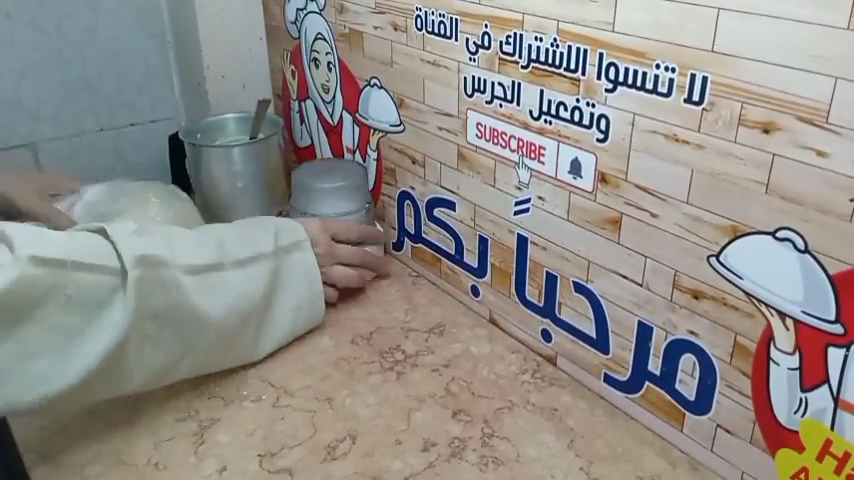 لا تنسوا الاشتراك في القناة
وتفعيل الجرس
SUBSCRIBE
مرحباً بكم